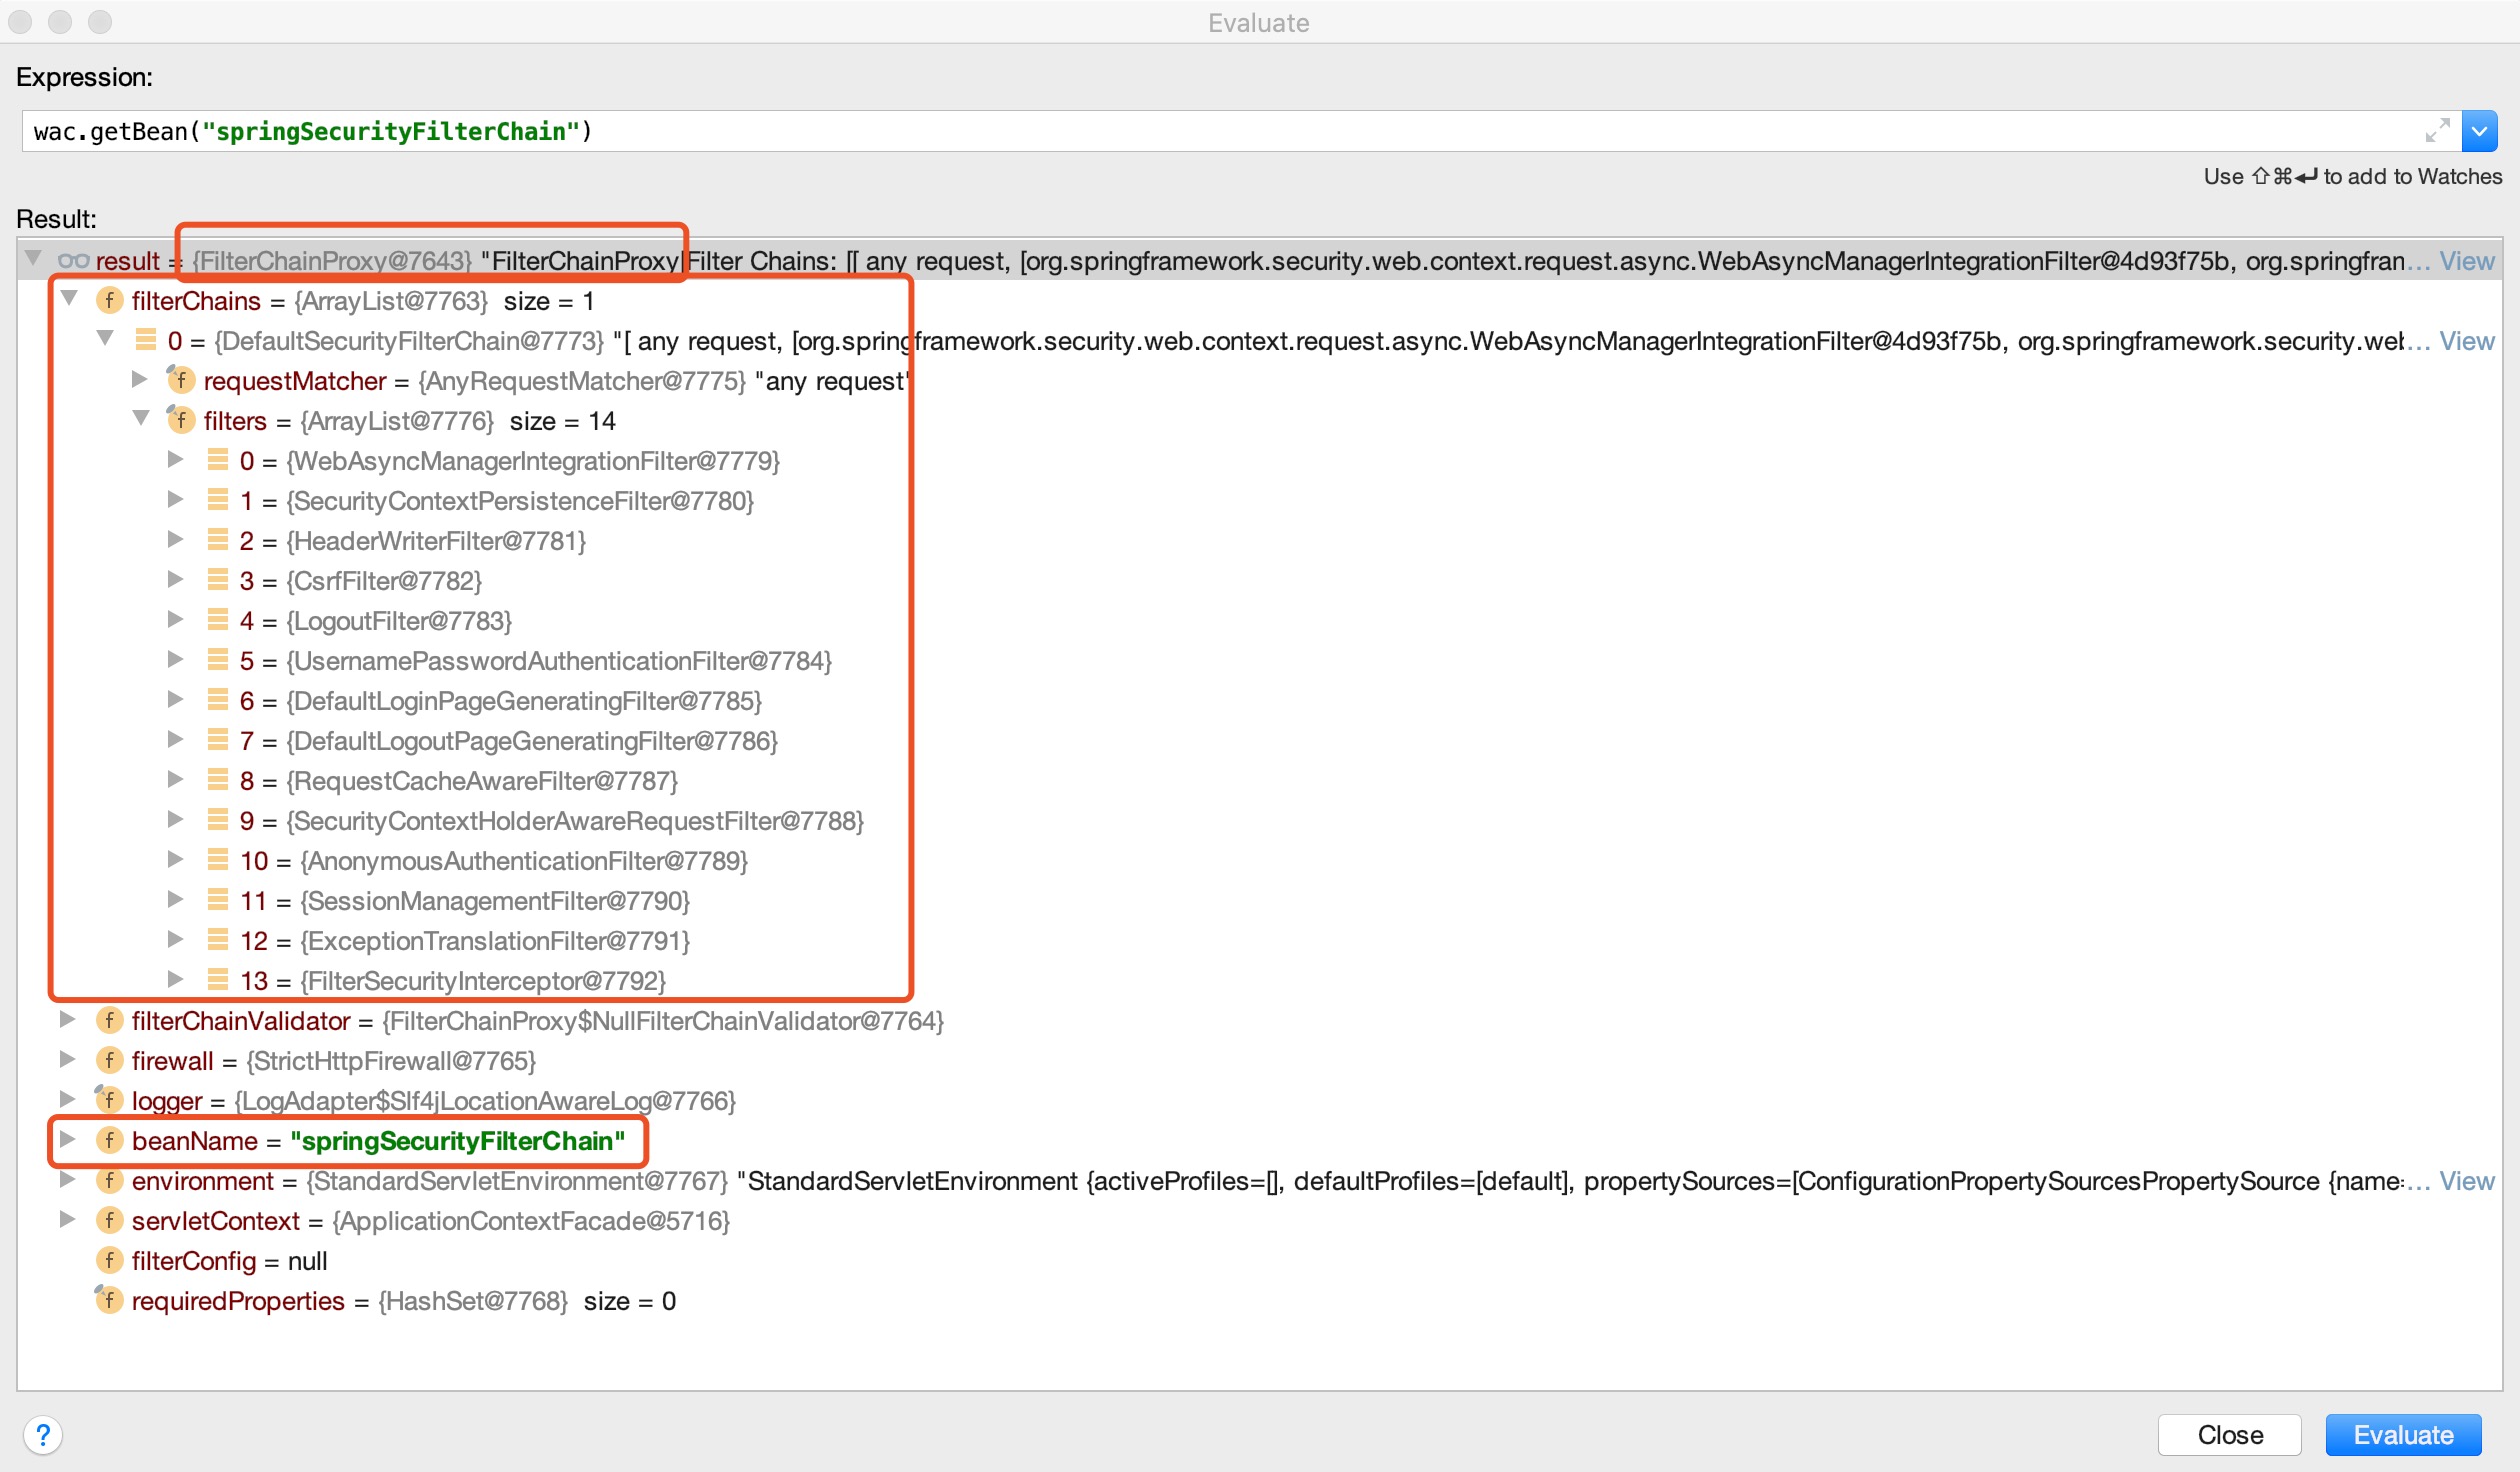 Evaluate
Expression:
wac.getBean("springSecurityFilterChain")
Use ⇧⌘↵ to add to Watches
Result:
result = {FilterChainProxy@7643} "FilterChainProxy[Filter Chains: [[ any request, [org.springframework.security.web.context.request.async.WebAsyncManagerIntegrationFilter@4d93f75b, org.springfran... View
filterChains = {ArrayList@7763} size = 1
0 = {DefaultSecurityFilterChain@7773} "[ any request, [org.springframework.security.web.context.request.async.WebAsyncManagerIntegrationFilter@4d93f75b, org.springframework.security.web... View
requestMatcher = {AnyRequestMatcher@7775} "any request"
filters = {ArrayList@7776} size = 14
0 = {WebAsyncManagerIntegrationFilter@7779}
1 = {SecurityContextPersistenceFilter@7780}
2 = {HeaderWriterFilter@7781}
3 = {CsrfFilter@7782}
4 = {LogoutFilter@7783}
5 = {UsernamePasswordAuthenticationFilter@7784}
6 = {DefaultLoginPageGeneratingFilter@7785}
7 = {DefaultLogoutPageGeneratingFilter@7786}
8 = {RequestCacheAwareFilter@7787}
9 = {SecurityContextHolderAwareRequestFilter@7788}
10 = {AnonymousAuthenticationFilter@7789}
11 = {SessionManagementFilter@7790}
12 = {ExceptionTranslationFilter@7791}
13 = {FilterSecurityInterceptor@7792}
filterChainValidator = {FilterChainProxy$NullFilterChainValidator@7764}
firewall = {StrictHttpFirewall@7765}
logger = {LogAdapter$Slf4jLocationAwareLog@7766}
beanName = "springSecurityFilterChain"
environment = {StandardServletEnvironment@7767} "StandardServletEnvironment {activeProfiles=[], defaultProfiles=[default], propertySources=[ConfigurationPropertySourcesPropertySource {name=... View
servletContext = {ApplicationContextFacade@5716}
filterConfig = null
requiredProperties = {HashSet@7768} size = 0
? Close Evaluate